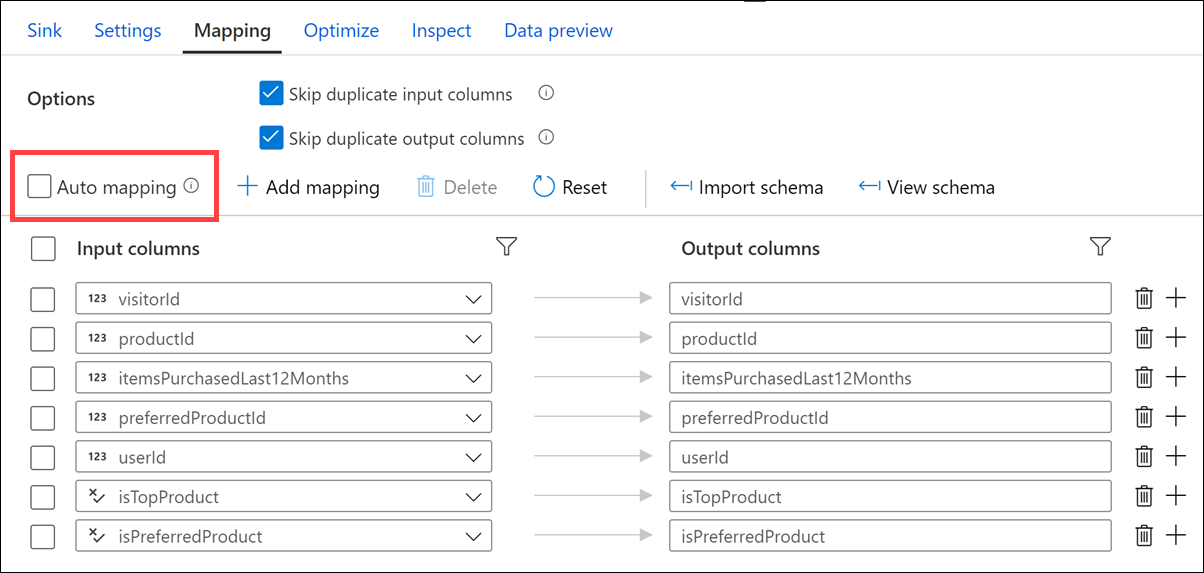 Sink Settings Mapping Optimize Inspect Data preview
Options
Skip duplicate input columns
Skip duplicate output columns
Auto mapping Add mapping Delete Reset Import schema View schema
Input columns Output columns
123 visitorId visitorId
123 productId productId
123 itemsPurchasedLast12Months itemsPurchasedLast12Months
123 preferredProductId preferredProductId
123 userId userId
isTopProduct isTopProduct
isPreferredProduct isPreferredProduct